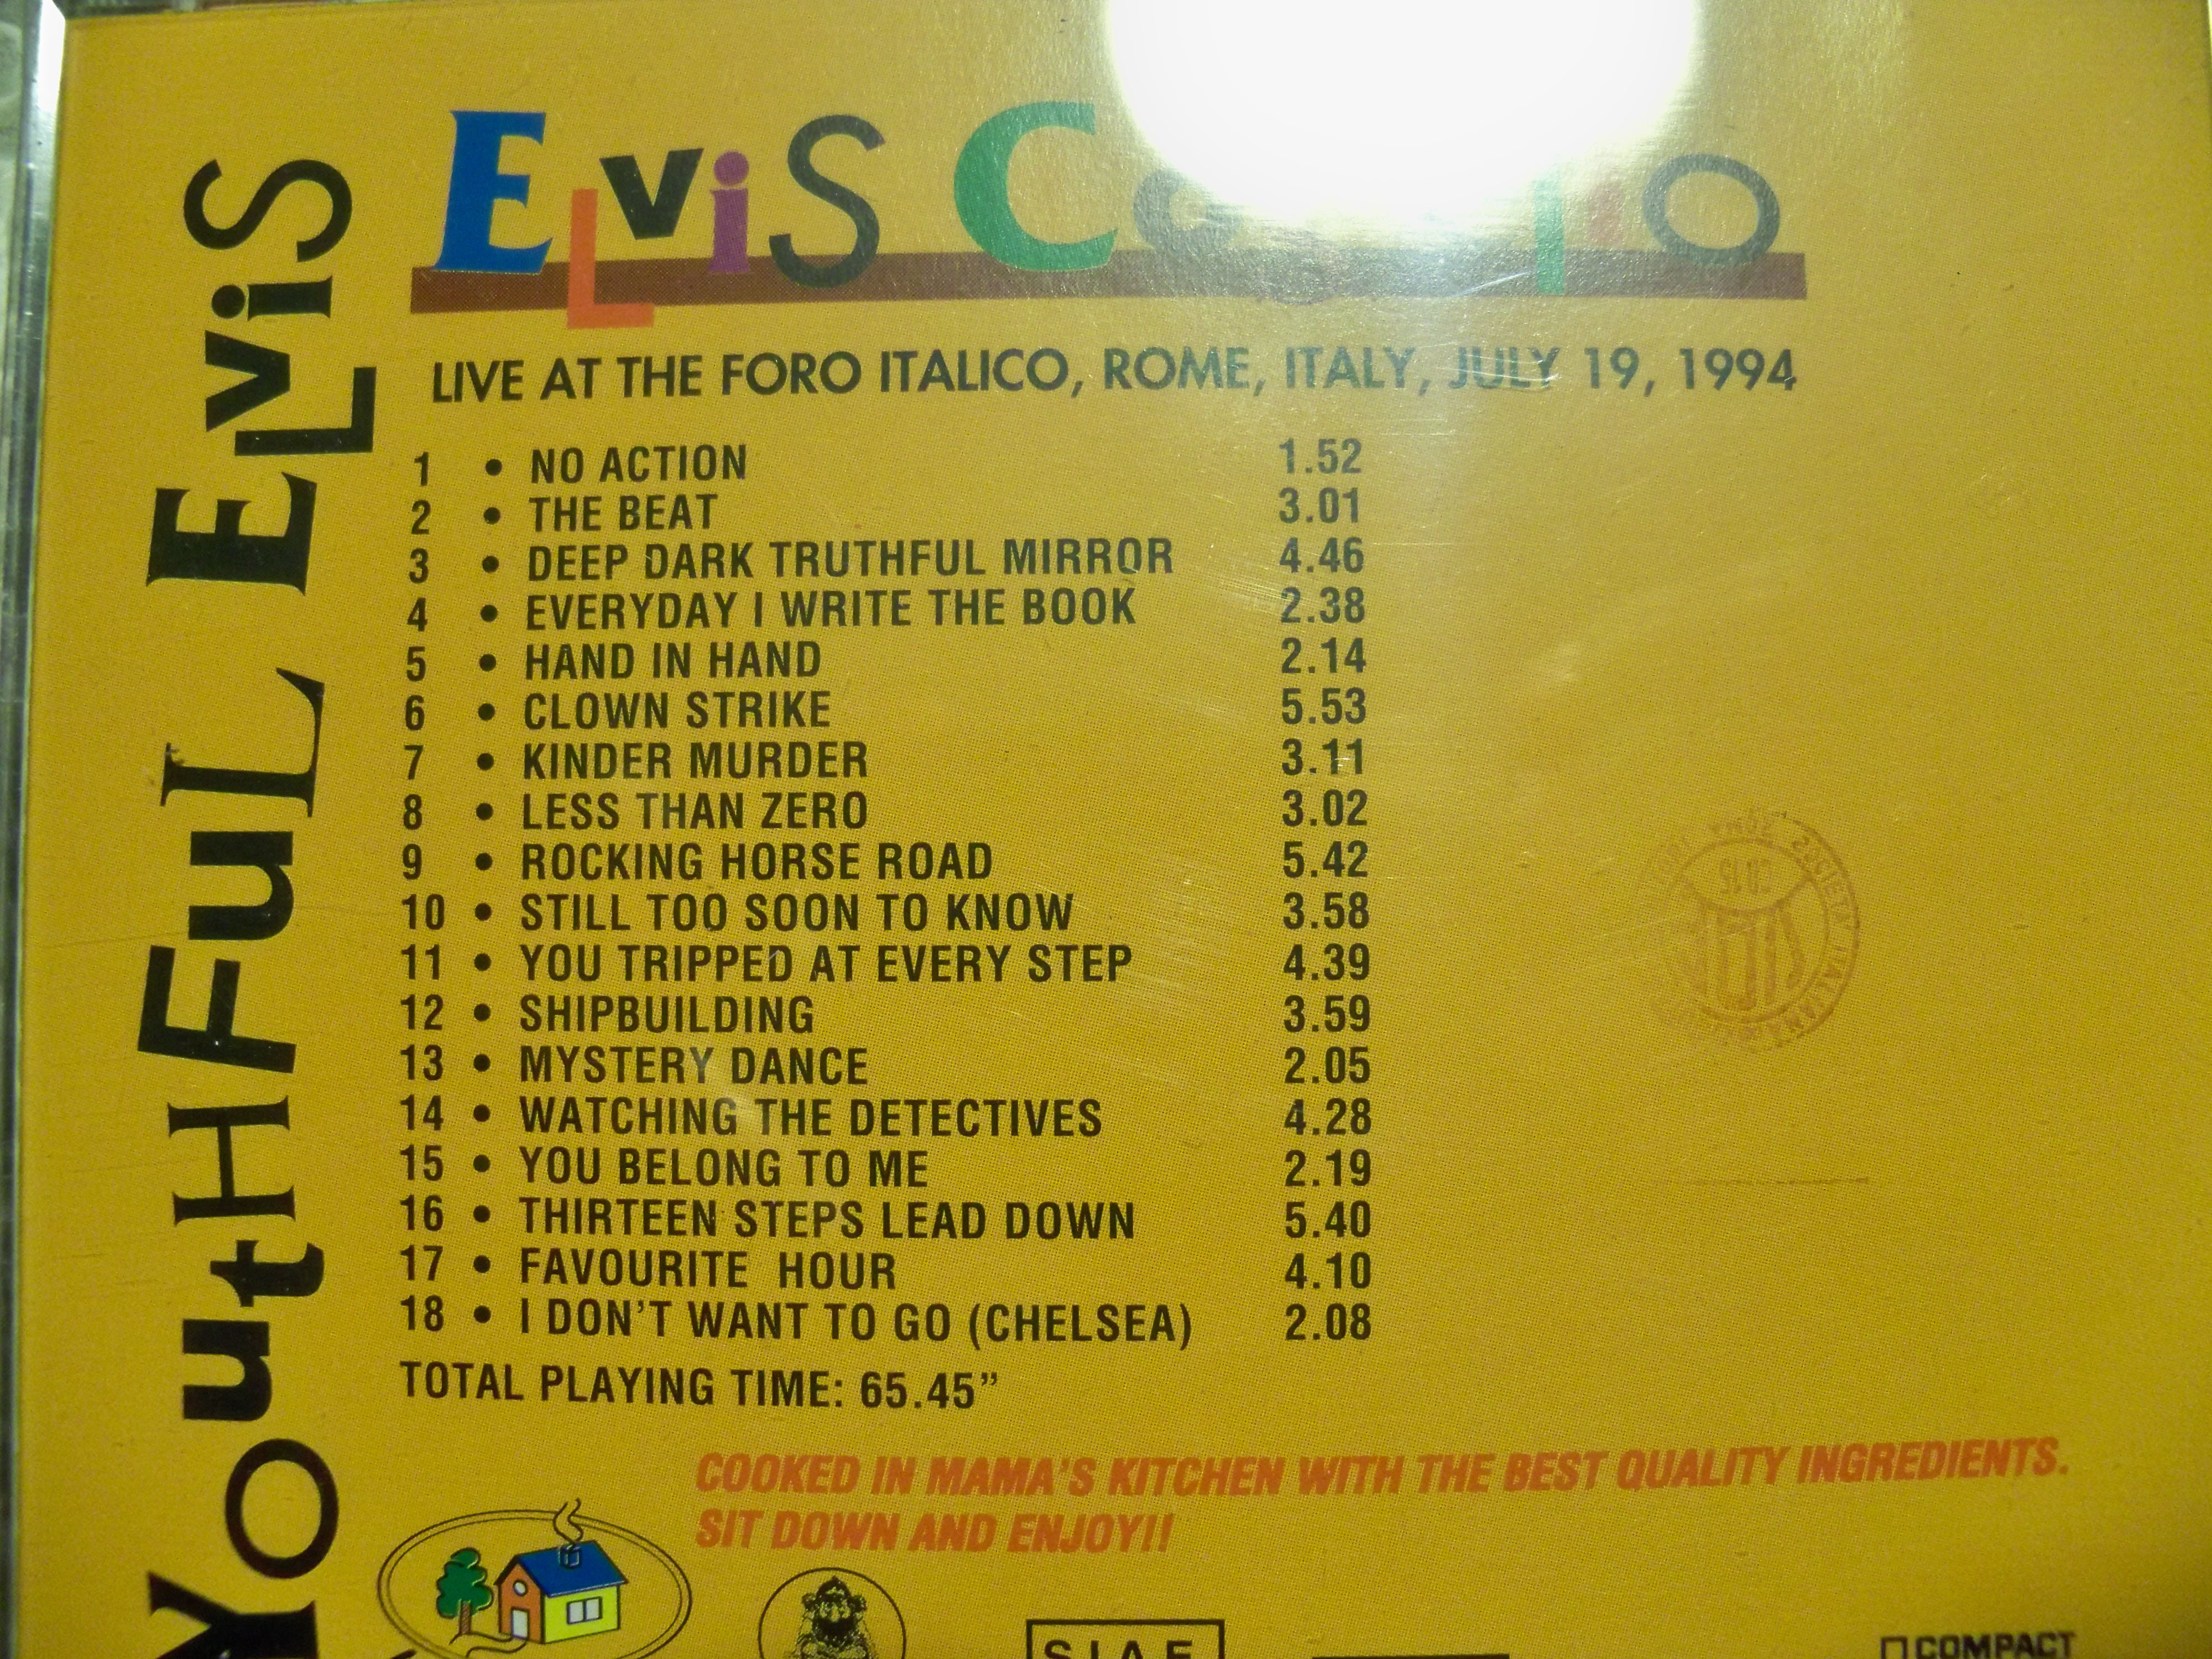 YoutHFuL ELViS
ELViS
LIVE AT THE FORO ITALICO, ROME, ITALY, JULY 19, 1994
1 • NO ACTION 1.52
2 • THE BEAT 3.01
3 • DEEP DARK TRUTHFUL MIRROR 4.46
4 • EVERYDAY I WRITE THE BOOK 2.38
5 • HAND IN HAND 2.14
6 • CLOWN STRIKE 5.53
7 • KINDER MURDER 3.11
8 • LESS THAN ZERO 3.02
9 • ROCKING HORSE ROAD 5.42
10 • STILL TOO SOON TO KNOW 3.58
11 • YOU TRIPPED AT EVERY STEP 4.39
12 • SHIPBUILDING 3.59
13 • MYSTERY DANCE 2.05
14 • WATCHING THE DETECTIVES 4.28
15 • YOU BELONG TO ME 2.19
16 • THIRTEEN STEPS LEAD DOWN 5.40
17 • FAVOURITE HOUR 4.10
18 • I DON'T WANT TO GO (CHELSEA) 2.08
TOTAL PLAYING TIME: 65.45”
COOKED IN MAMA'S KITCHEN WITH THE BEST QUALITY INGREDIENTS.
SIT DOWN AND ENJOY!!
SIAE
COMPACT